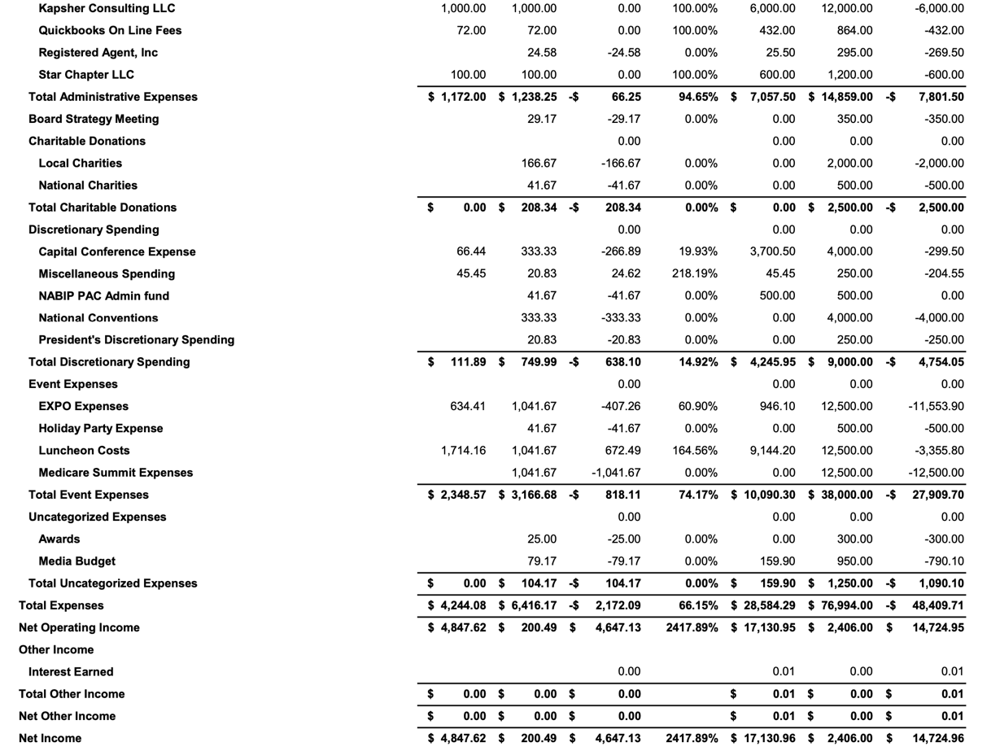 Kapsher Consulting LLC 1,000.00 1,000.00 0.00 100.00% 6,000.00 12,000.00 -6,000.00
Quickbooks On Line Fees 72.00 72.00 0.00 100.00% 432.00 864.00 -432.00
Registered Agent, Inc 24.58 -24.58 0.00% 25.50 295.00 -269.50
Star Chapter LLC 100.00 100.00 0.00 100.00% 600.00 1,200.00 -600.00
Total Administrative Expenses $ 1,172.00 $ 1,238.25 -$ 66.25 94.65% $ 7,057.50 $ 14,859.00 -$ 7,801.50
Board Strategy Meeting 29.17 -29.17 0.00% 0.00 350.00 -350.00
Charitable Donations 0.00 0.00 0.00 0.00
Local Charities 166.67 -166.67 0.00% 0.00 2,000.00 -2,000.00
National Charities 41.67 -41.67 0.00% 0.00 500.00 -500.00
Total Charitable Donations $ 0.00 $ 208.34 -$ 208.34 0.00% $ 0.00 $ 2,500.00 -$ 2,500.00
Discretionary Spending 0.00 0.00 0.00 0.00
Capital Conference Expense 66.44 333.33 -266.89 19.93% 3,700.50 4,000.00 -299.50
Miscellaneous Spending 45.45 20.83 24.62 218.19% 45.45 250.00 -204.55
NABIP PAC Admin fund 41.67 -41.67 0.00% 500.00 500.00 0.00
National Conventions 333.33 -333.33 0.00% 0.00 4,000.00 -4,000.00
President's Discretionary Spending 20.83 -20.83 0.00% 0.00 250.00 -250.00
Total Discretionary Spending $ 111.89 $ 749.99 -$ 638.10 14.92% $ 4,245.95 $ 9,000.00 -$ 4,754.05
Event Expenses 0.00 0.00 0.00 0.00
EXPO Expenses 634.41 1,041.67 -407.26 60.90% 946.10 12,500.00 -11,553.90
Holiday Party Expense 41.67 -41.67 0.00% 0.00 500.00 -500.00
Luncheon Costs 1,714.16 1,041.67 672.49 164.56% 9,144.20 12,500.00 -3,355.80
Medicare Summit Expenses 1,041.67 -1,041.67 0.00% 0.00 12,500.00 -12,500.00
Total Event Expenses $ 2,348.57 $ 3,166.68 -$ 818.11 74.17% $ 10,090.30 $ 38,000.00 -$ 27,909.70
Uncategorized Expenses 0.00 0.00 0.00 0.00
Awards 25.00 -25.00 0.00% 0.00 300.00 -300.00
Media Budget 79.17 -79.17 0.00% 159.90 950.00 -790.10
Total Uncategorized Expenses $ 0.00 $ 104.17 -$ 104.17 0.00% $ 159.90 $ 1,250.00 -$ 1,090.10
Total Expenses $ 4,244.08 $ 6,416.17 -$ 2,172.09 66.15% $ 28,584.29 $ 76,994.00 -$ 48,409.71
Net Operating Income $ 4,847.62 $ 200.49 $ 4,647.13 2417.89% $ 17,130.95 $ 2,406.00 $ 14,724.95
Other Income
Interest Earned 0.00 0.01 0.00 0.01
Total Other Income $ 0.00 $ 0.00 $ 0.00 $ 0.01 $ 0.00 $ 0.01
Net Other Income $ 0.00 $ 0.00 $ 0.00 $ 0.01 $ 0.00 $ 0.01
Net Income $ 4,847.62 $ 200.49 $ 4,647.13 2417.89% $ 17,130.96 $ 2,406.00 $ 14,724.96